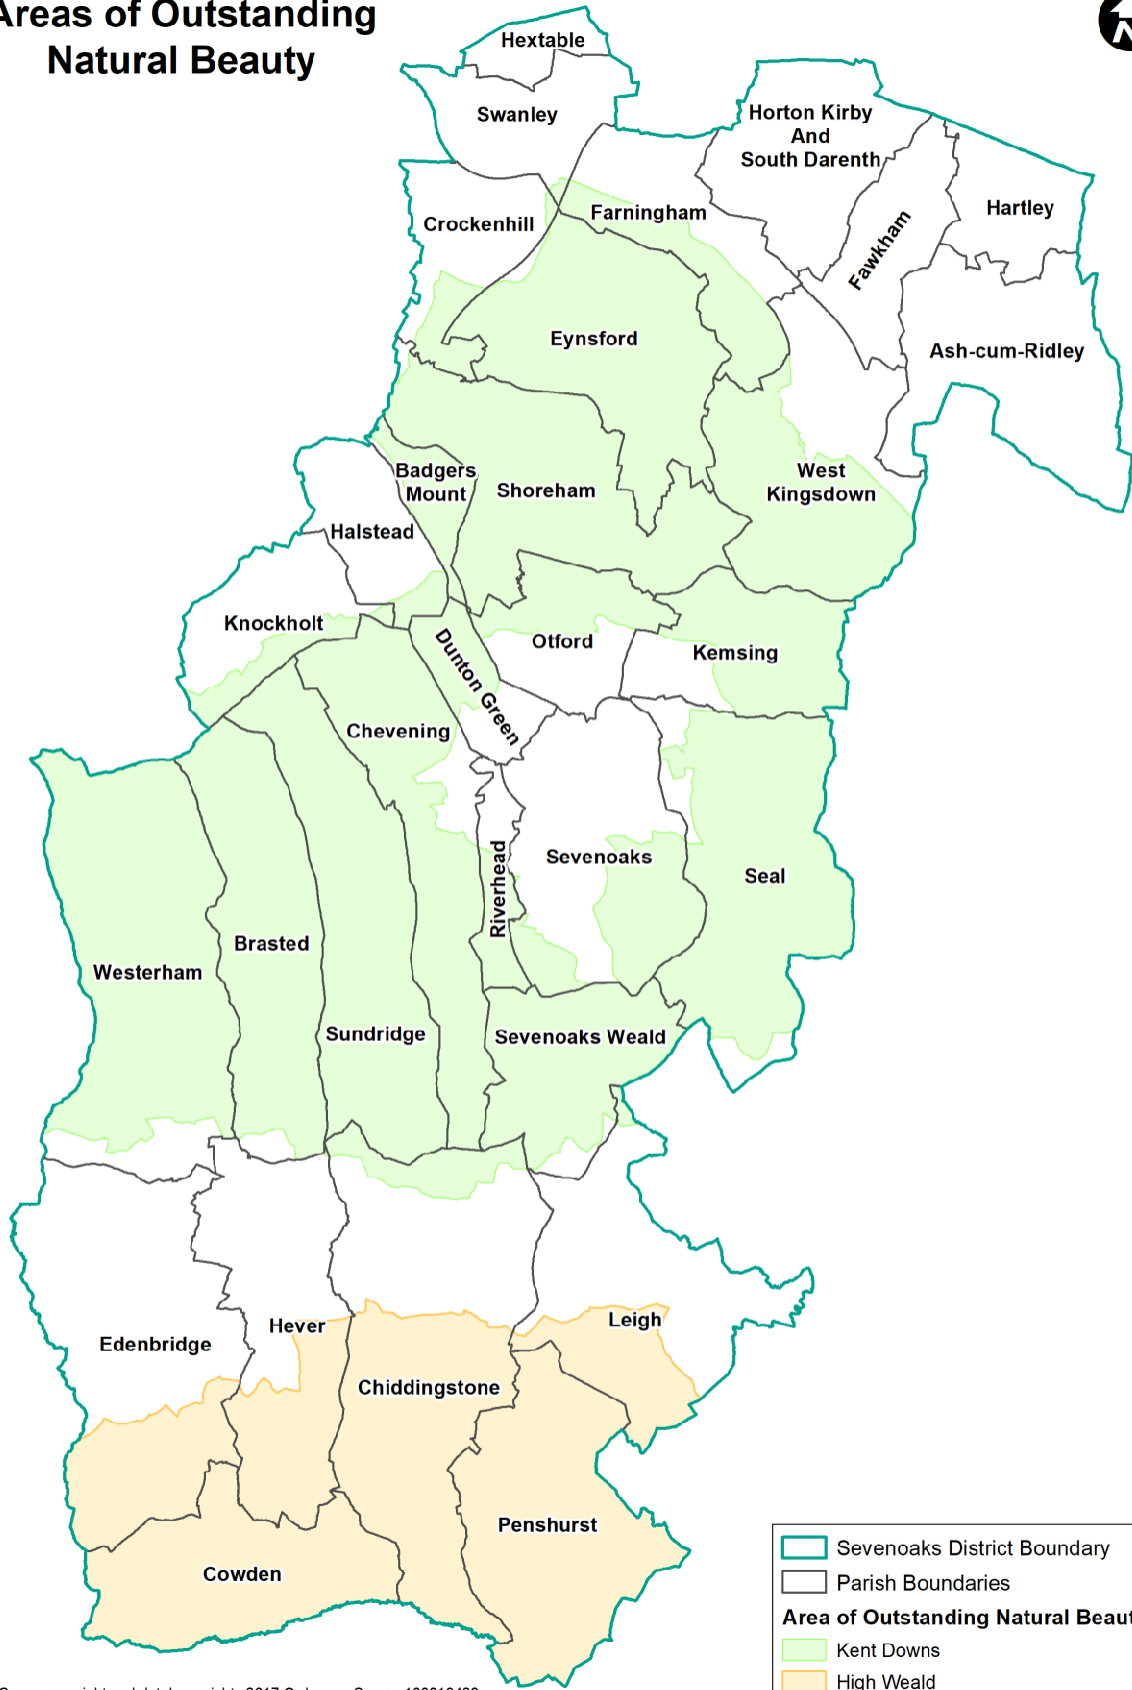 Areas of Outstanding
Natural Beauty
N
Hextable
Swanley
Horton Kirby
And
South Darenth
Crockenhill
Farningham
Fawkham
Hartley
Eynsford
Ash-cum-Ridley
Badgers
Mount
Shoreham
West
Kingsdown
Halstead
Knockholt
Otford
Kemsing
Dunton Green
Chevening
Sevenoaks
Riverhead
Seal
Brasted
Westerham
Sundridge
Sevenoaks Weald
Hever
Leigh
Edenbridge
Chiddingstone
Penshurst
Cowden
Sevenoaks District Boundary
Parish Boundaries
Area of Outstanding Natural Beaut
Kent Downs
High Weald